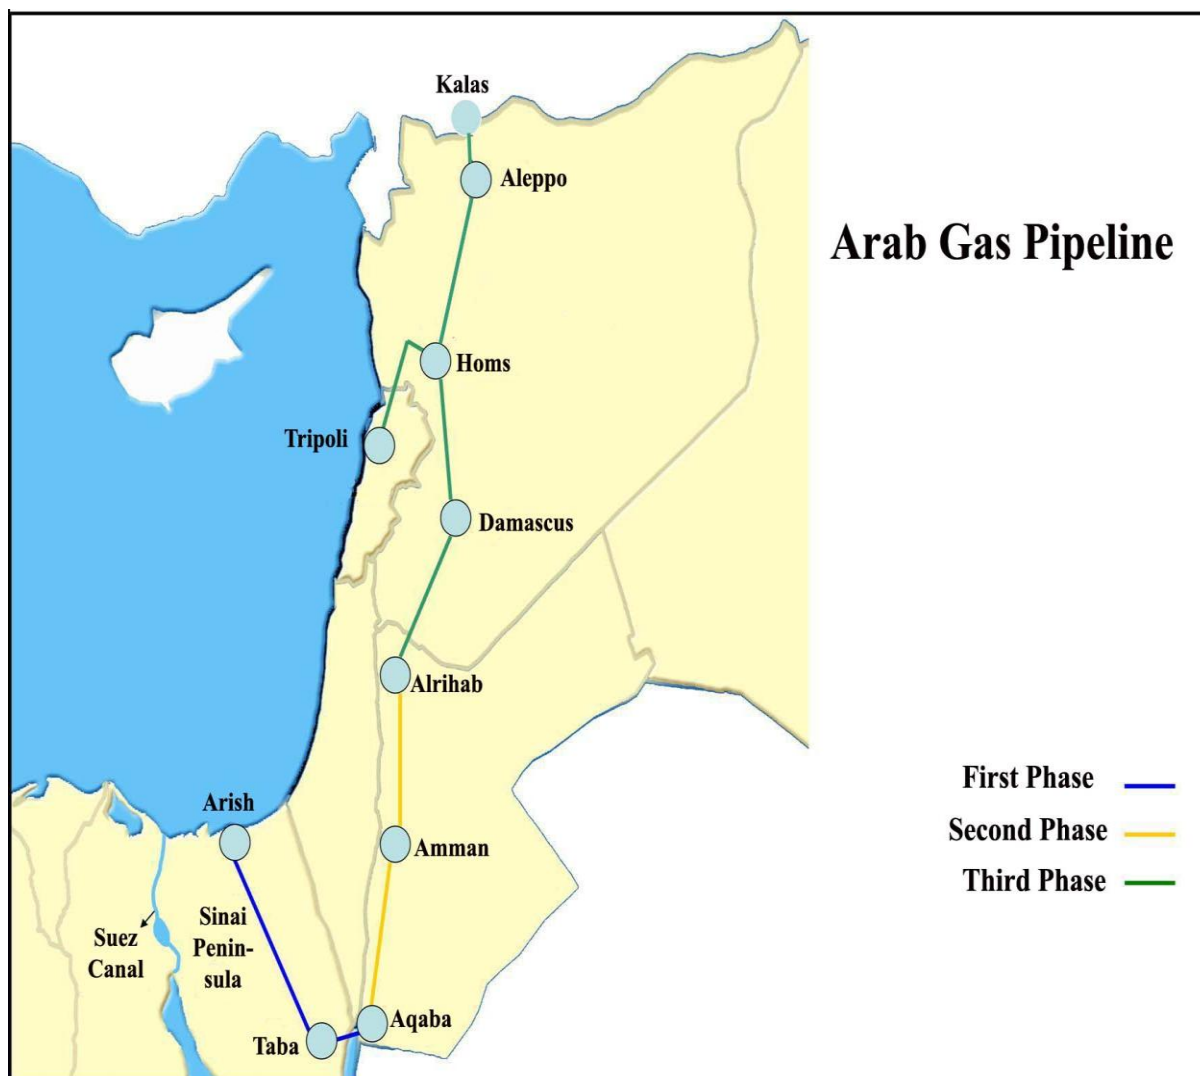 Kalas
Aleppo
Arab Gas Pipeline
Homs
Tripoli
Damascus
Alrihab
First Phase
Arish
Second Phase
Amman
Third Phase
Sinai
Penin-
sula
Suez
Canal
Aqaba
Taba